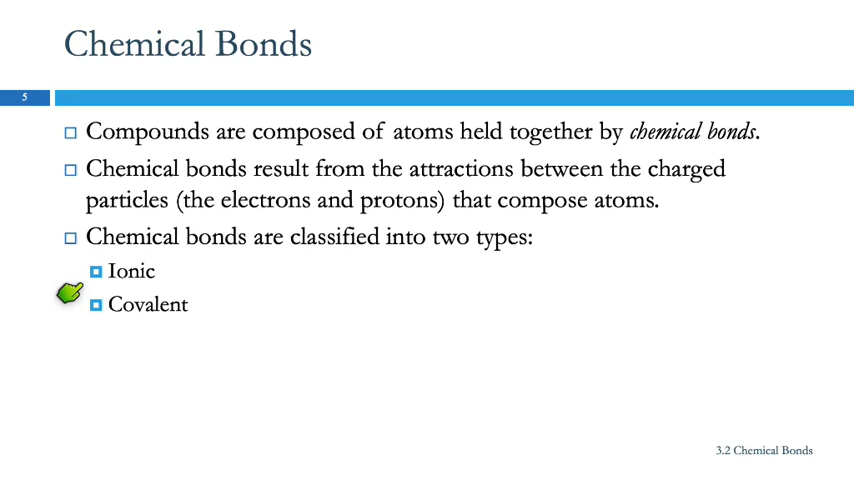 Chemical Bonds
5
Compounds are composed of atoms held together by chemical bonds.
Chemical bonds result from the attractions between the charged
particles (the electrons and protons) that compose atoms.
Chemical bonds are classified into two types:
Ionic
Covalent
3.2 Chemical Bonds